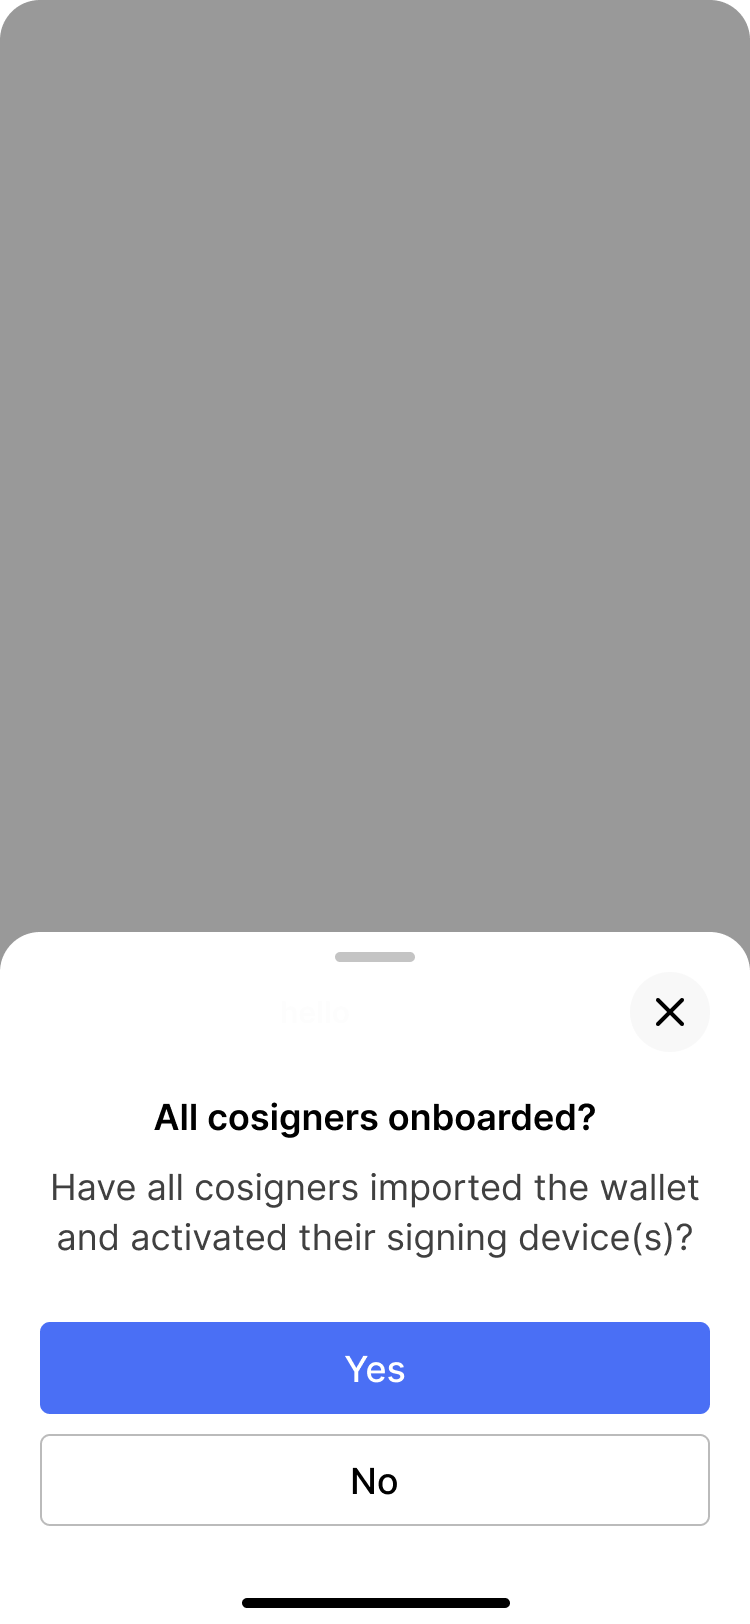 hello
All cosigners onboarded?
Have all cosigners imported the wallet
and activated their signing device(s)?
Yes
No